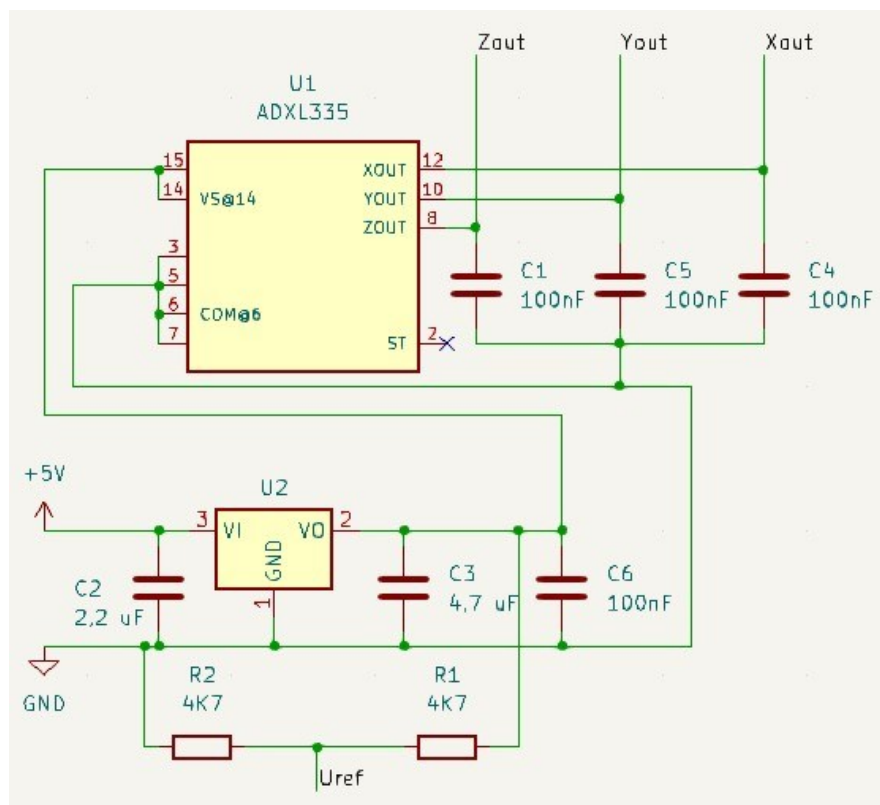 Zout
Yout
Xout
U1
ADXL335
15
14
VS@14
3
5
6
COM@6
7
XOUT
12
YOUT
10
ZOUT
8
ST
2
C1
100nF
C5
100nF
C4
100nF
+5V
U2
3
VI
VO
2
GND
1
C2
2,2 uF
C3
4,7 uF
C6
100nF
GND
R2
4K7
R1
4K7
Uref